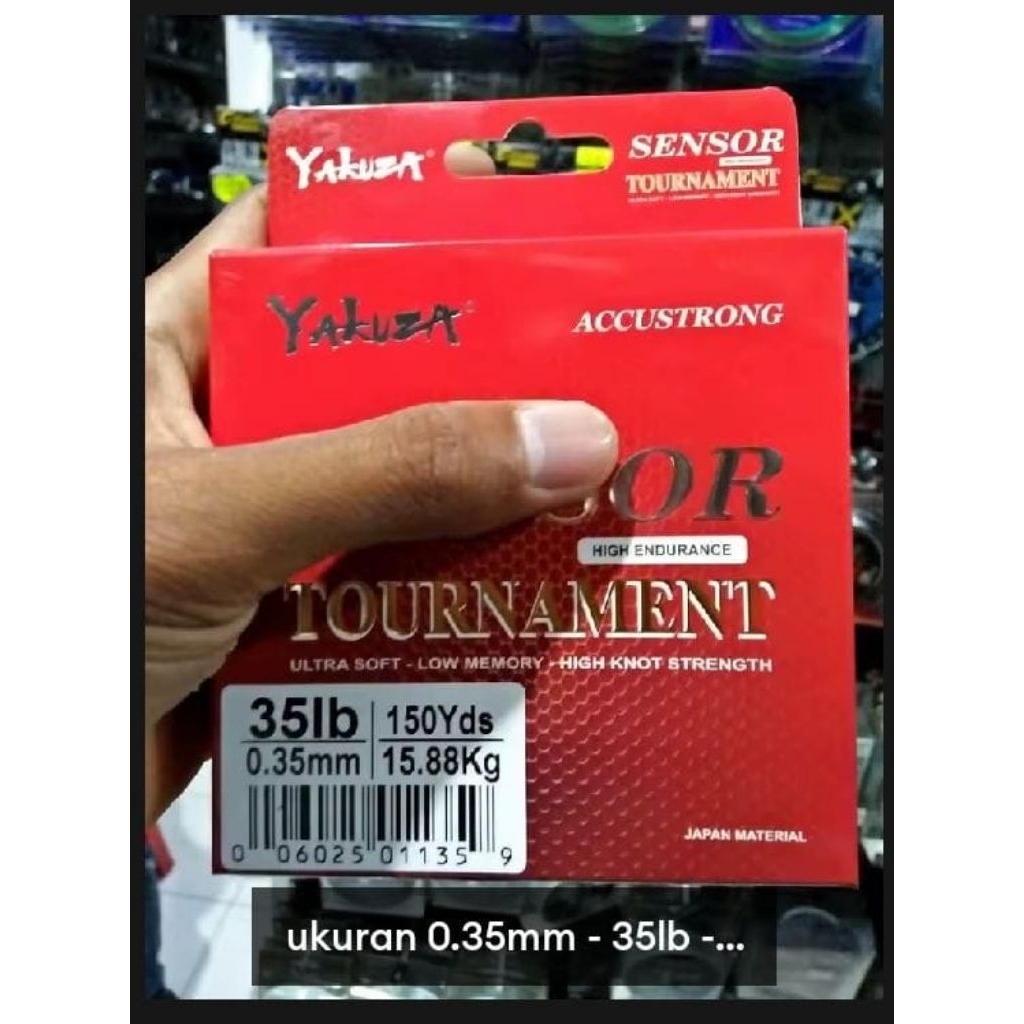 YAKUZA®
SENSOR
TOURNAMENT
YAKUZA
ACCUSTRONG
HIGH ENDURANCE
TOURNAMENT
ULTRA SOFT - LOW MEMORY - HIGH KNOT STRENGTH
35lb 150Yds
0.35mm 15.88Kg
0 06025 01135 9
JAPAN MATERIAL
ukuran 0.35mm - 35lb -...